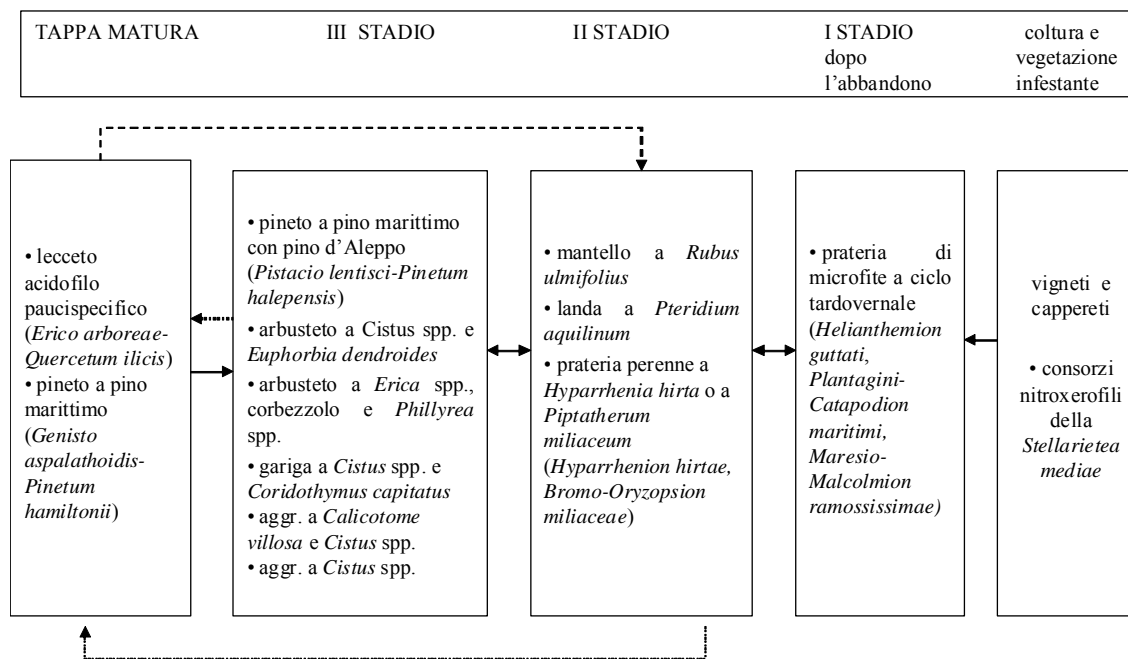 TAPPA MATURA
III STADIO
II STADIO
I STADIO
dopo
l'abbandono
coltura e
vegetazione
infestante
• lecceto
acidofilo
paucispecifico
(Erico arboreae-
Quercetum ilicis)
• pineto a pino
marittimo
(Genisto
aspalathoidis-
Pinetum
hamiltonii)
• pineto a pino marittimo
con pino d'Aleppo
(Pistacio lentisci-Pinetum
halepensis)
• arbusteto a Cistus spp. e
Euphorbia dendroides
• arbusteto a Erica spp.,
corbezzolo e Phillyrea
spp.
• gariga a Cistus spp. e
Coridothymus capitatus
• aggr. a Calicotome
villosa e Cistus spp.
• aggr. a Cistus spp.
• mantello a Rubus
ulmifolius
• landa a Pteridium
aquilinum
• prateria perenne a
Hyparrhenia hirta o a
Piptatherum
miliaceum
(Hyparrhenion hirtae,
Bromo-Oryzopsion
miliaceae)
• prateria di
microfite a ciclo
tardovernale
(Helianthemion
guttati,
Plantagini-
Catapodion
maritimi,
Maresio-
Malcolmion
ramossissimae)
vigneti e
cappereti
• consorzi
nitroxerofili
della
Stellarietea
mediae